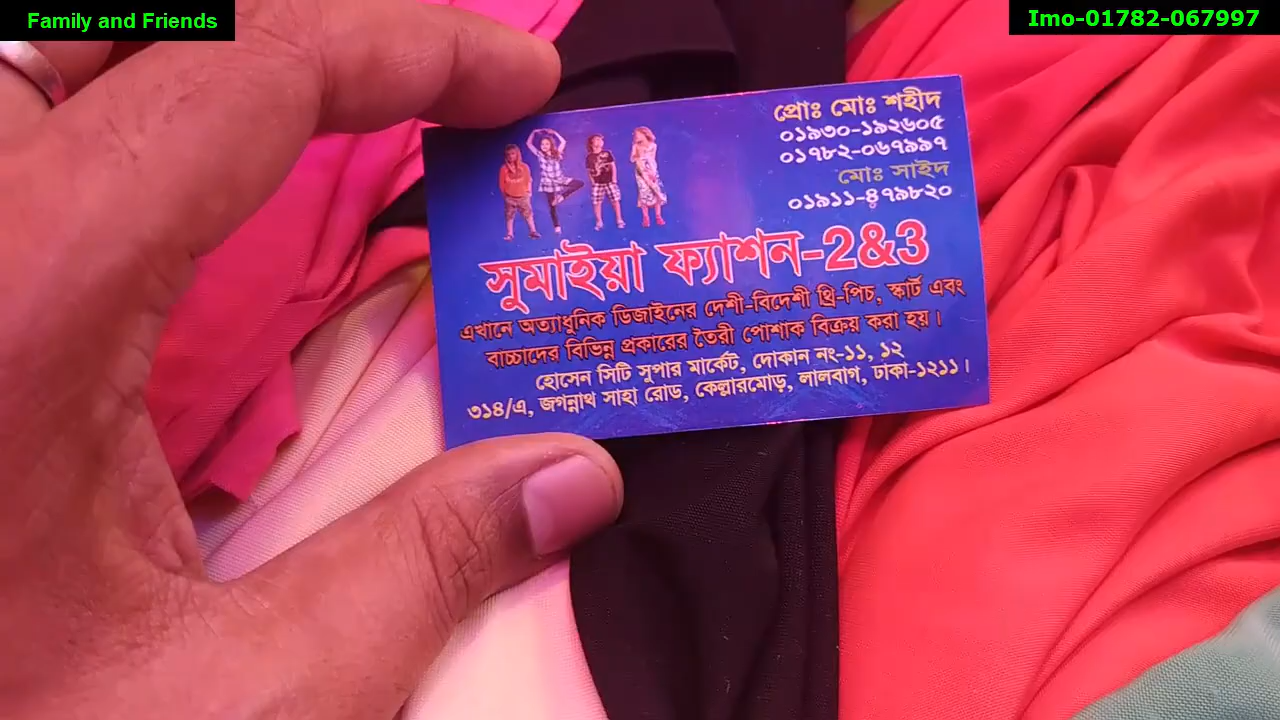 Family and Friends
Imo-01782-067997
প্রোঃ মোঃ শহীদ
০১৯৩০-১৯২৬০৫
০১৭৮২-০৬৭৯৯৭
মোঃ সাইদ
০১৯১১-৪৭৯৮২০
সুমাইয়া ফ্যাশন-2&3
এখানে অত্যাধুনিক ডিজাইনের দেশী-বিদেশী থ্রি-পিচ, স্কার্ট এবং
বাচ্চাদের বিভিন্ন প্রকারের তৈরী পোশাক বিক্রয় করা হয়।
হোসেন সিটি সুপার মার্কেট, দোকান নং-১১, ১২
৩১৪/এ, জগন্নাথ সাহা রোড, কেল্লারমোড়, লালবাগ, ঢাকা-১২১১।